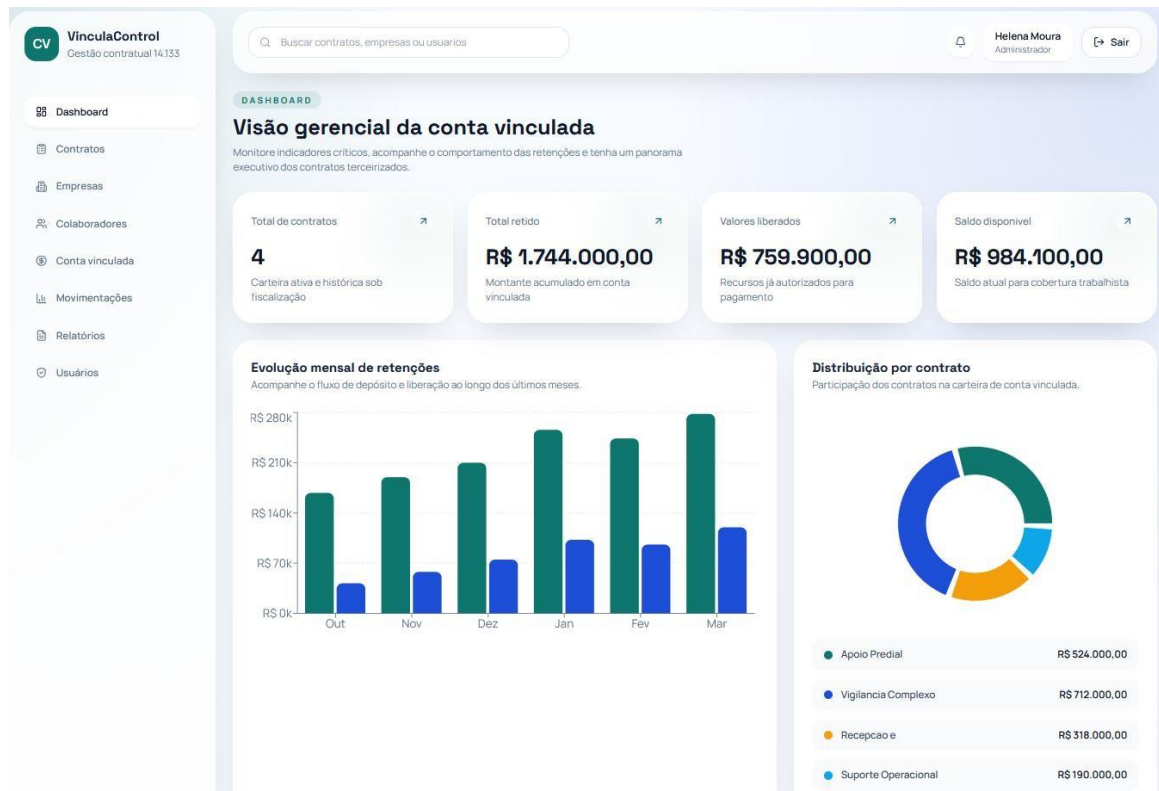 CV
VinculaControl
Gestão contratual 14.133
Dashboard
Contratos
Empresas
Colaboradores
Conta vinculada
Movimentações
Relatórios
Usuários
Buscar contratos, empresas ou usuarios
Helena Moura
Administrador
Sair
DASHBOARD
Visão gerencial da conta vinculada
Monitore indicadores críticos, acompanhe o comportamento das retenções e tenha um panorama
executivo dos contratos terceirizados.
Total de contratos
4
Carteira ativa e histórica sob
fiscalização
Total retido
R$ 1.744.000,00
Montante acumulado em conta
vinculada
Valores liberados
R$ 759.900,00
Recursos já autorizados para
pagamento
Saldo disponivel
R$ 984.100,00
Saldo atual para cobertura trabalhista
Evolução mensal de retenções
Acompanhe o fluxo de depósito e liberação ao longo dos últimos meses.
R$ 280k
R$ 210k
R$ 140k
R$ 70k
R$ 0k
Out Nov Dez Jan Fev Mar
Distribuição por contrato
Participação dos contratos na carteira de conta vinculada.
Apoio Predial R$ 524.000,00
Vigilancia Complexo R$ 712.000,00
Recepcao e R$ 318.000,00
Suporte Operacional R$ 190.000,00